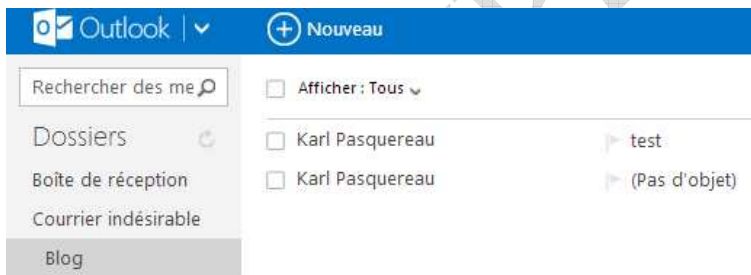 Outlook
Nouveau
Rechercher des me
Afficher : Tous
Dossiers
Karl Pasquereau test
Boîte de réception
Karl Pasquereau (Pas d'objet)
Courrier indésirable
Blog